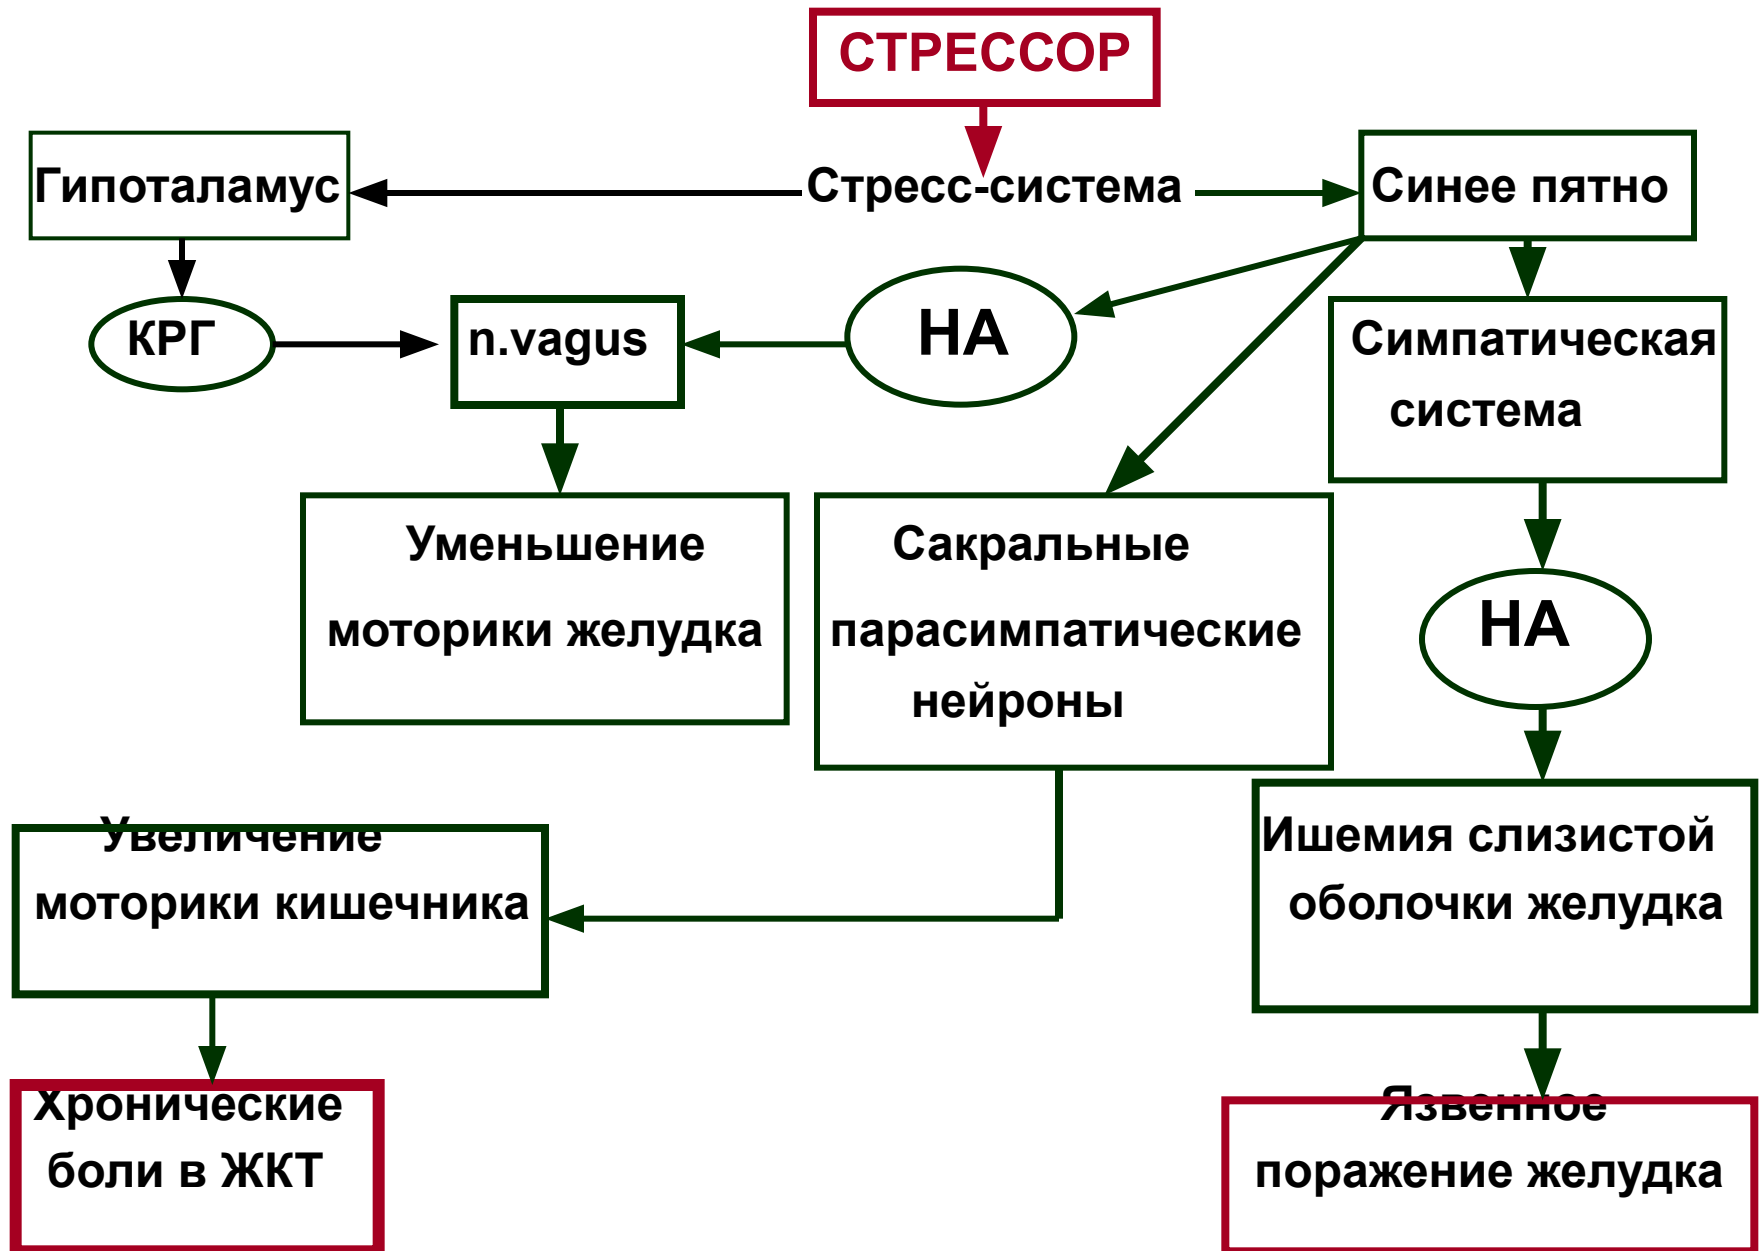 СТРЕССОР
Гипоталамус
Стресс-система
Синее пятно
КРГ
n.vagus
НА
Симпатическая
система
Уменьшение
моторики желудка
Сакральные
парасимпатические
нейроны
НА
Увеличение
моторики кишечника
Ишемия слизистой
оболочки желудка
Хронические
боли в ЖКТ
Язвенное
поражение желудка